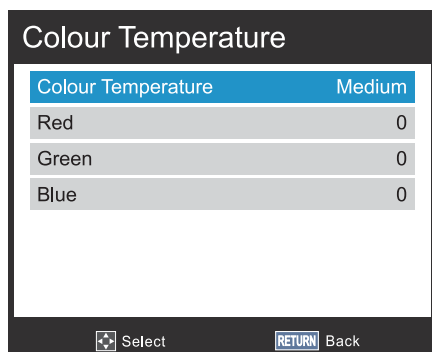 Colour Temperature
Colour Temperature Medium
Red 0
Green 0
Blue 0
Select RETURN Back